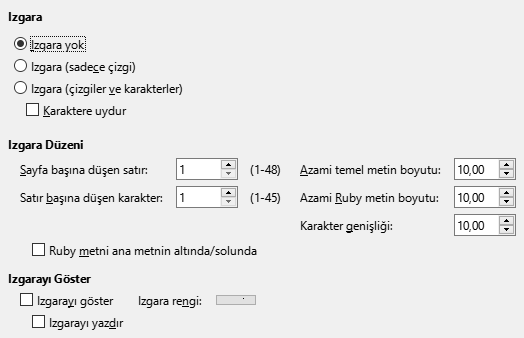 Izgara
Izgara yok
Izgara (sadece çizgi)
Izgara (çizgiler ve karakterler)
Karaktere uydur
Izgara Düzeni
Sayfa başına düşen satır: 1 (1-48) Azami temel metin boyutu: 10,00
Satır başına düşen karakter: 1 (1-45) Azami Ruby metin boyutu: 10,00
Karakter genişliği: 10,00
Ruby metni ana metnin altında/solunda
Izgarayı Göster
Izgarayı göster Izgara rengi:
Izgarayı yazdır